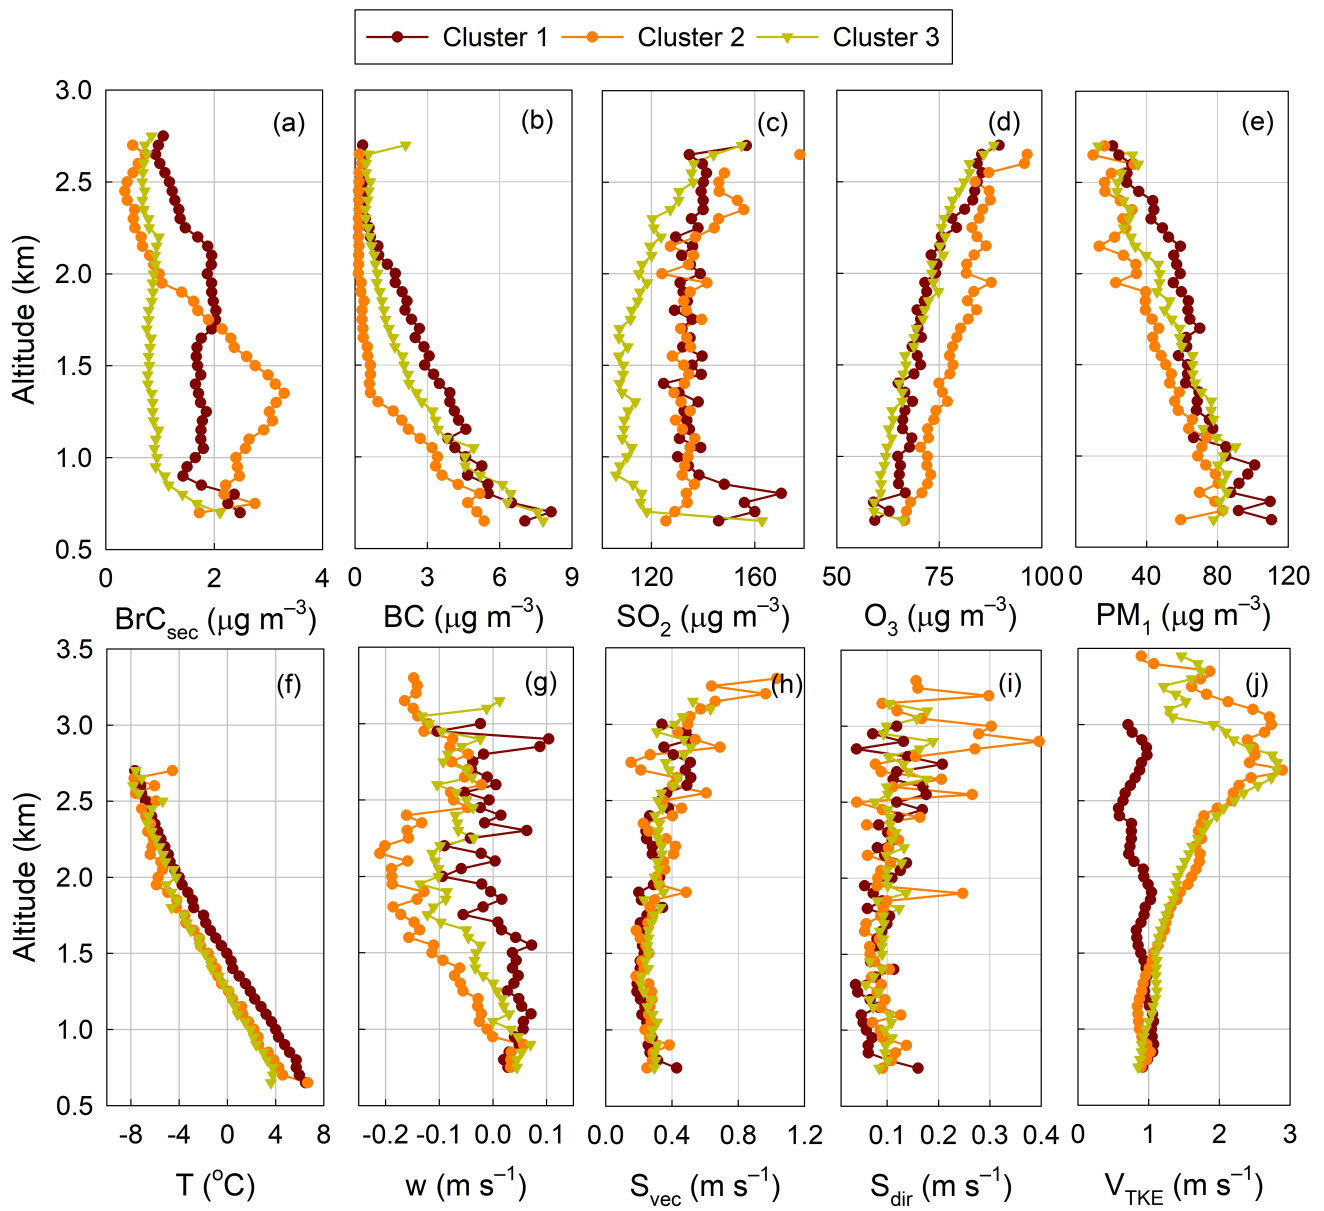 Cluster 1 Cluster 2 Cluster 3
(a) (b) (c) (d) (e)
3.0
2.5
2.0
1.5
1.0
0.5
Altitude (km)
0 2 4 0 3 6 9 120 160 50 75 100 0 40 80 120
BrC_sec (μg m⁻³) BC (μg m⁻³) SO₂ (μg m⁻³) O₃ (μg m⁻³) PM₁ (μg m⁻³)
(f) (g) (h) (i) (j)
3.5
3.0
2.5
2.0
1.5
1.0
0.5
Altitude (km)
-8 -4 0 4 8 -0.2 -0.1 0.0 0.1 0.0 0.4 0.8 1.2 0.1 0.2 0.3 0.4 0 1 2 3
T (°C) w (m s⁻¹) S_vec (m s⁻¹) S_dir (m s⁻¹) V_TKE (m s⁻¹)